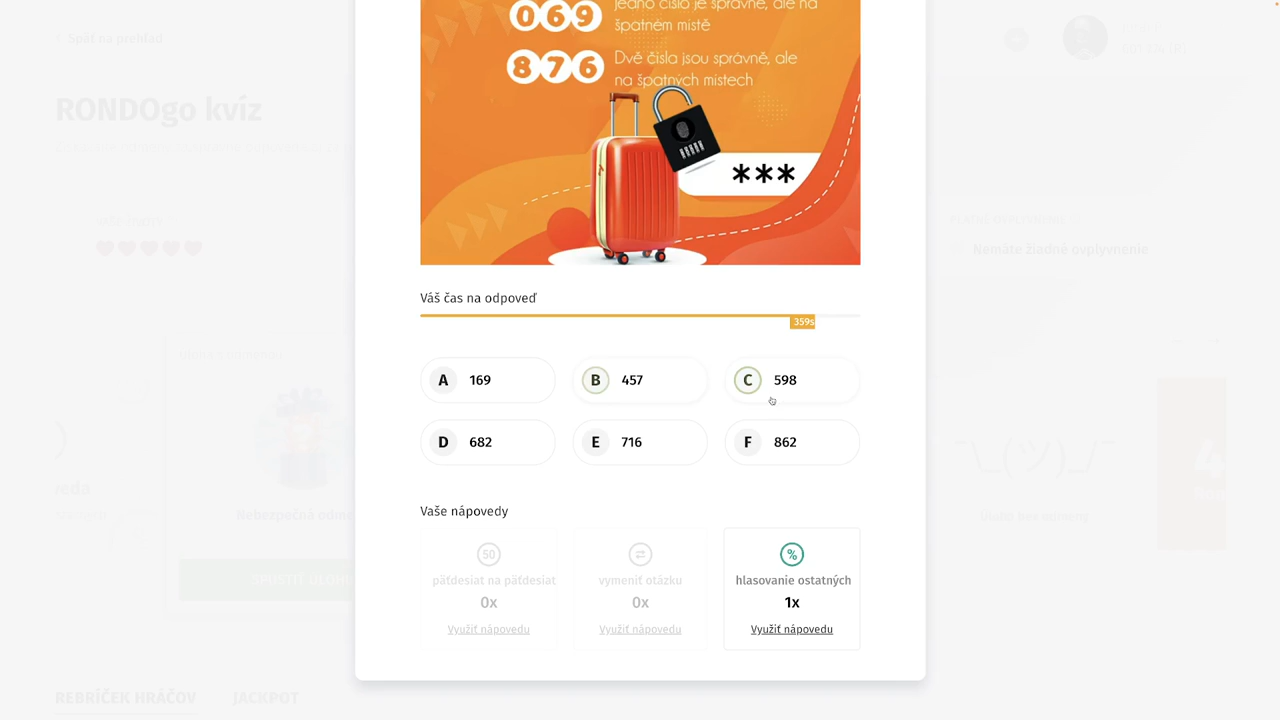 069
Jedno číslo je správně, ale na
špatném místě
876
Dvě čísla jsou správně, ale
na špatných místech
***
Späť na prehľad
RONDOgo kvíz
Nemáte žiadne ovplyvnenie
Váš čas na odpoveď
359s
A 169
B 457
C 598
D 682
E 716
F 862
Vaše nápovedy
50
päťdesiat na päťdesiat
0x
Využiť nápovedu
vymeniť otázku
0x
Využiť nápovedu
%
hlasovanie ostatných
1x
Využiť nápovedu
REBRÍČEK HRÁČOV
JACKPOT